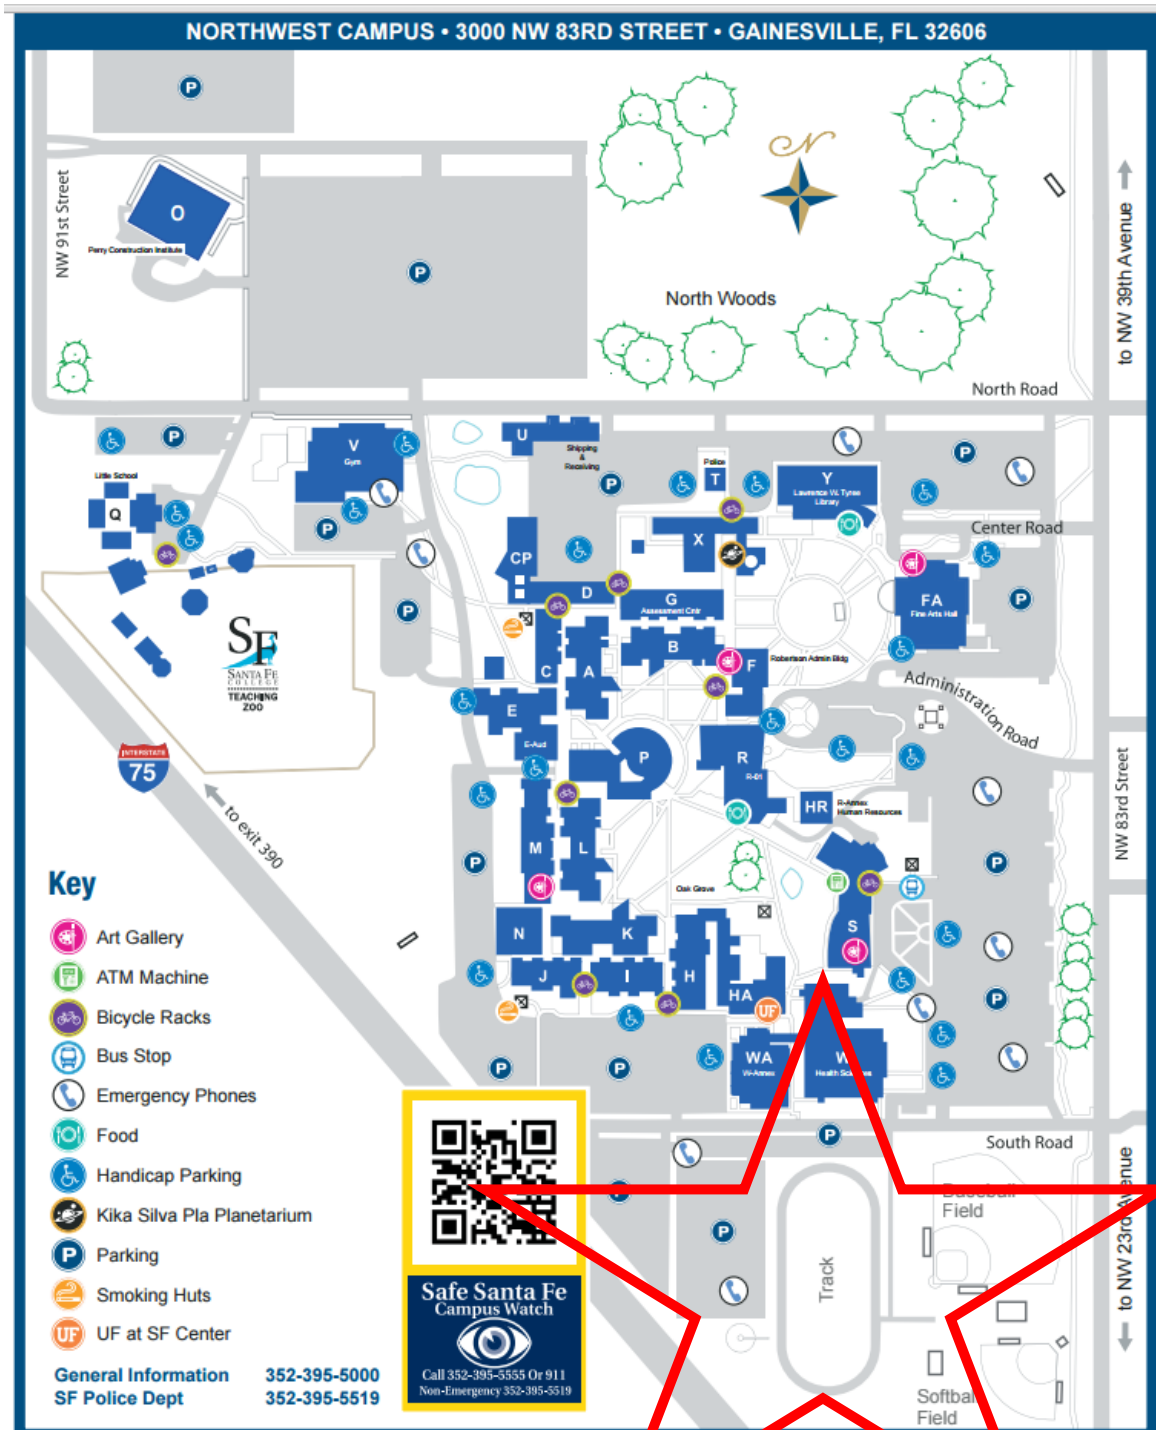 NORTHWEST CAMPUS • 3000 NW 83RD STREET • GAINESVILLE, FL 32606
P
N
NW 91st Street
O
Perry Construction Institute
P
North Woods
to NW 39th Avenue
North Road
V
Gym
P
U
Shipping
&
Receiving
P
Police
T
Y
Lawrence W. Tyree
Library
P
Little School
Q
P
Center Road
X
CP
D
G
Assessment Cntr
FA
Fine Arts Hall
P
P
SF
SANTA FE
COLLEGE
TEACHING
ZOO
C
A
B
F
Robertson Admin Bldg
Administration Road
E
E-Aud
P
R
R-01
INTERSTATE
75
to exit 390
HR
R-Annex
Human Resources
NW 83rd Street
M
L
P
P
Oak Grove
S
N
K
J
I
H
HA
UF
P
WA
W-Annex
W
P
P
P
South Road
Key
Art Gallery
ATM Machine
Bicycle Racks
Bus Stop
Emergency Phones
Food
Handicap Parking
Kika Silva Pla Planetarium
P
Parking
Smoking Huts
UF
UF at SF Center
General Information 352-395-5000
SF Police Dept 352-395-5519
Safe Santa Fe
Campus Watch
Call 352-395-5555 Or 911
Non-Emergency 352-395-5519
P
P
Track
Baseball
Field
Softball
Field
to NW 23rd Avenue